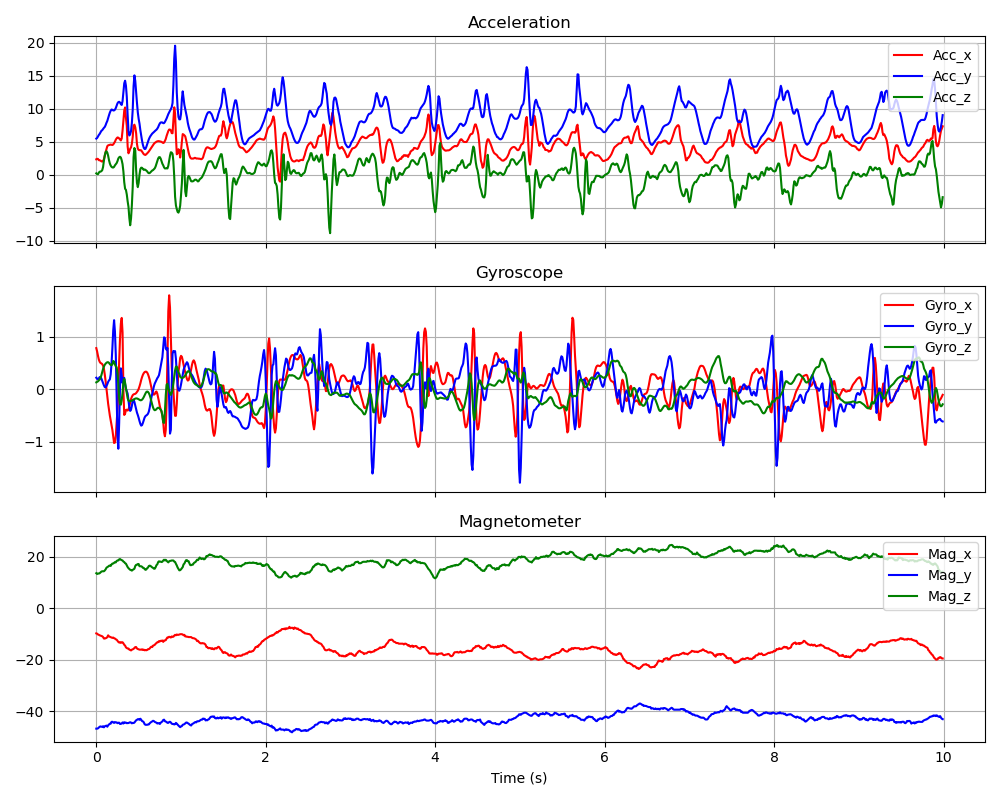 Acceleration
20
15
10
5
0
−5
−10
Acc_x
Acc_y
Acc_z
Gyroscope
1
0
−1
Gyro_x
Gyro_y
Gyro_z
Magnetometer
20
0
−20
−40
Mag_x
Mag_y
Mag_z
0 2 4 6 8 10
Time (s)